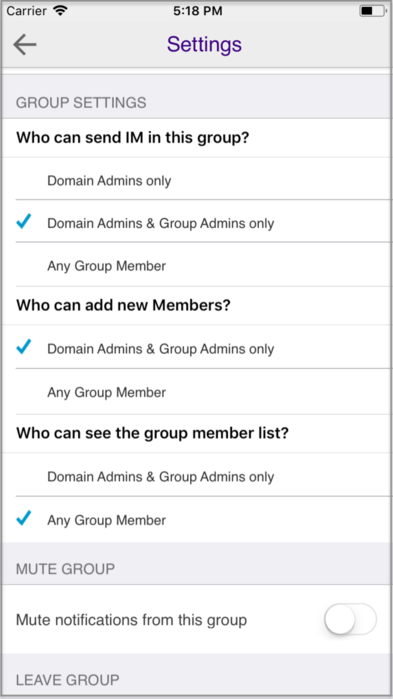 Carrier 5:18 PM
Settings
GROUP SETTINGS
Who can send IM in this group?
Domain Admins only
Domain Admins & Group Admins only
Any Group Member
Who can add new Members?
Domain Admins & Group Admins only
Any Group Member
Who can see the group member list?
Domain Admins & Group Admins only
Any Group Member
MUTE GROUP
Mute notifications from this group
LEAVE GROUP